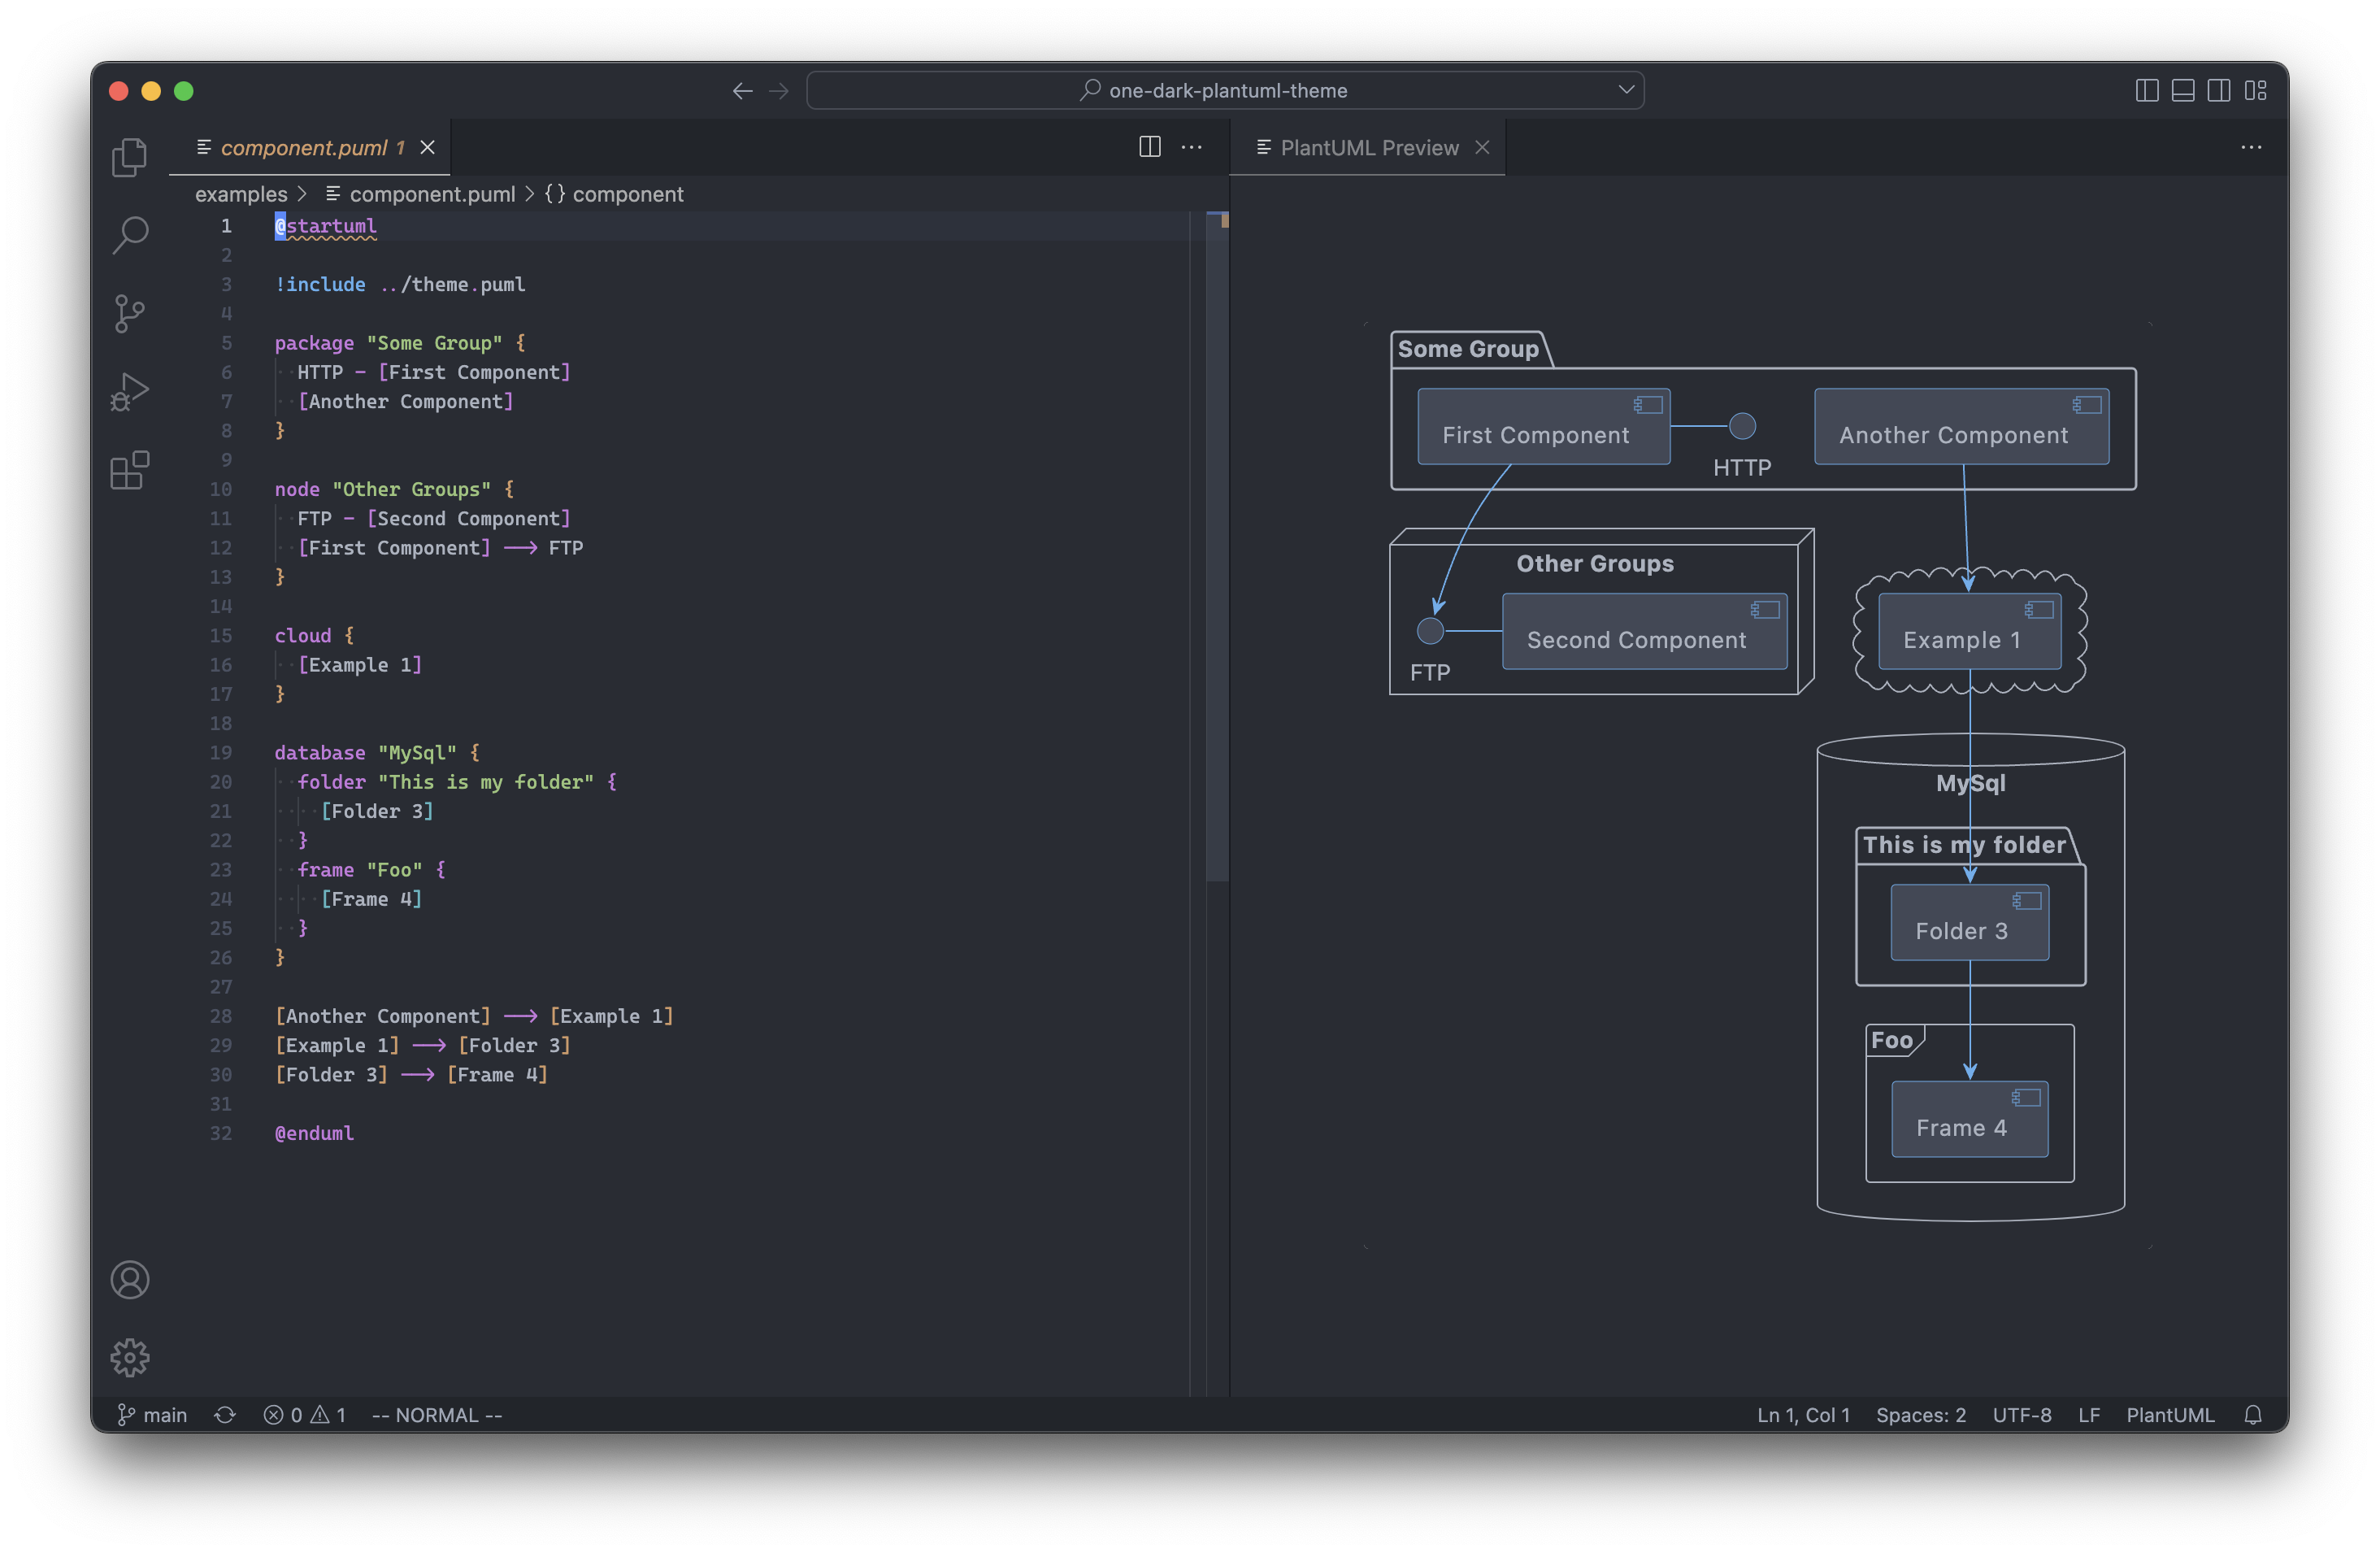 one-dark-plantuml-theme
component.puml 1
PlantUML Preview
examples > component.puml > {} component
1 @startuml
2
3 !include ../theme.puml
4
5 package "Some Group" {
6 HTTP - [First Component]
7 [Another Component]
8 }
9
10 node "Other Groups" {
11 FTP - [Second Component]
12 [First Component] --> FTP
13 }
14
15 cloud {
16 [Example 1]
17 }
18
19 database "MySql" {
20 folder "This is my folder" {
21 [Folder 3]
22 }
23 frame "Foo" {
24 [Frame 4]
25 }
26 }
27
28 [Another Component] --> [Example 1]
29 [Example 1] --> [Folder 3]
30 [Folder 3] --> [Frame 4]
31
32 @enduml
Some Group
First Component
HTTP
Another Component
Other Groups
FTP
Second Component
Example 1
MySql
This is my folder
Folder 3
Foo
Frame 4
main 0 1 -- NORMAL --
Ln 1, Col 1 Spaces: 2 UTF-8 LF PlantUML